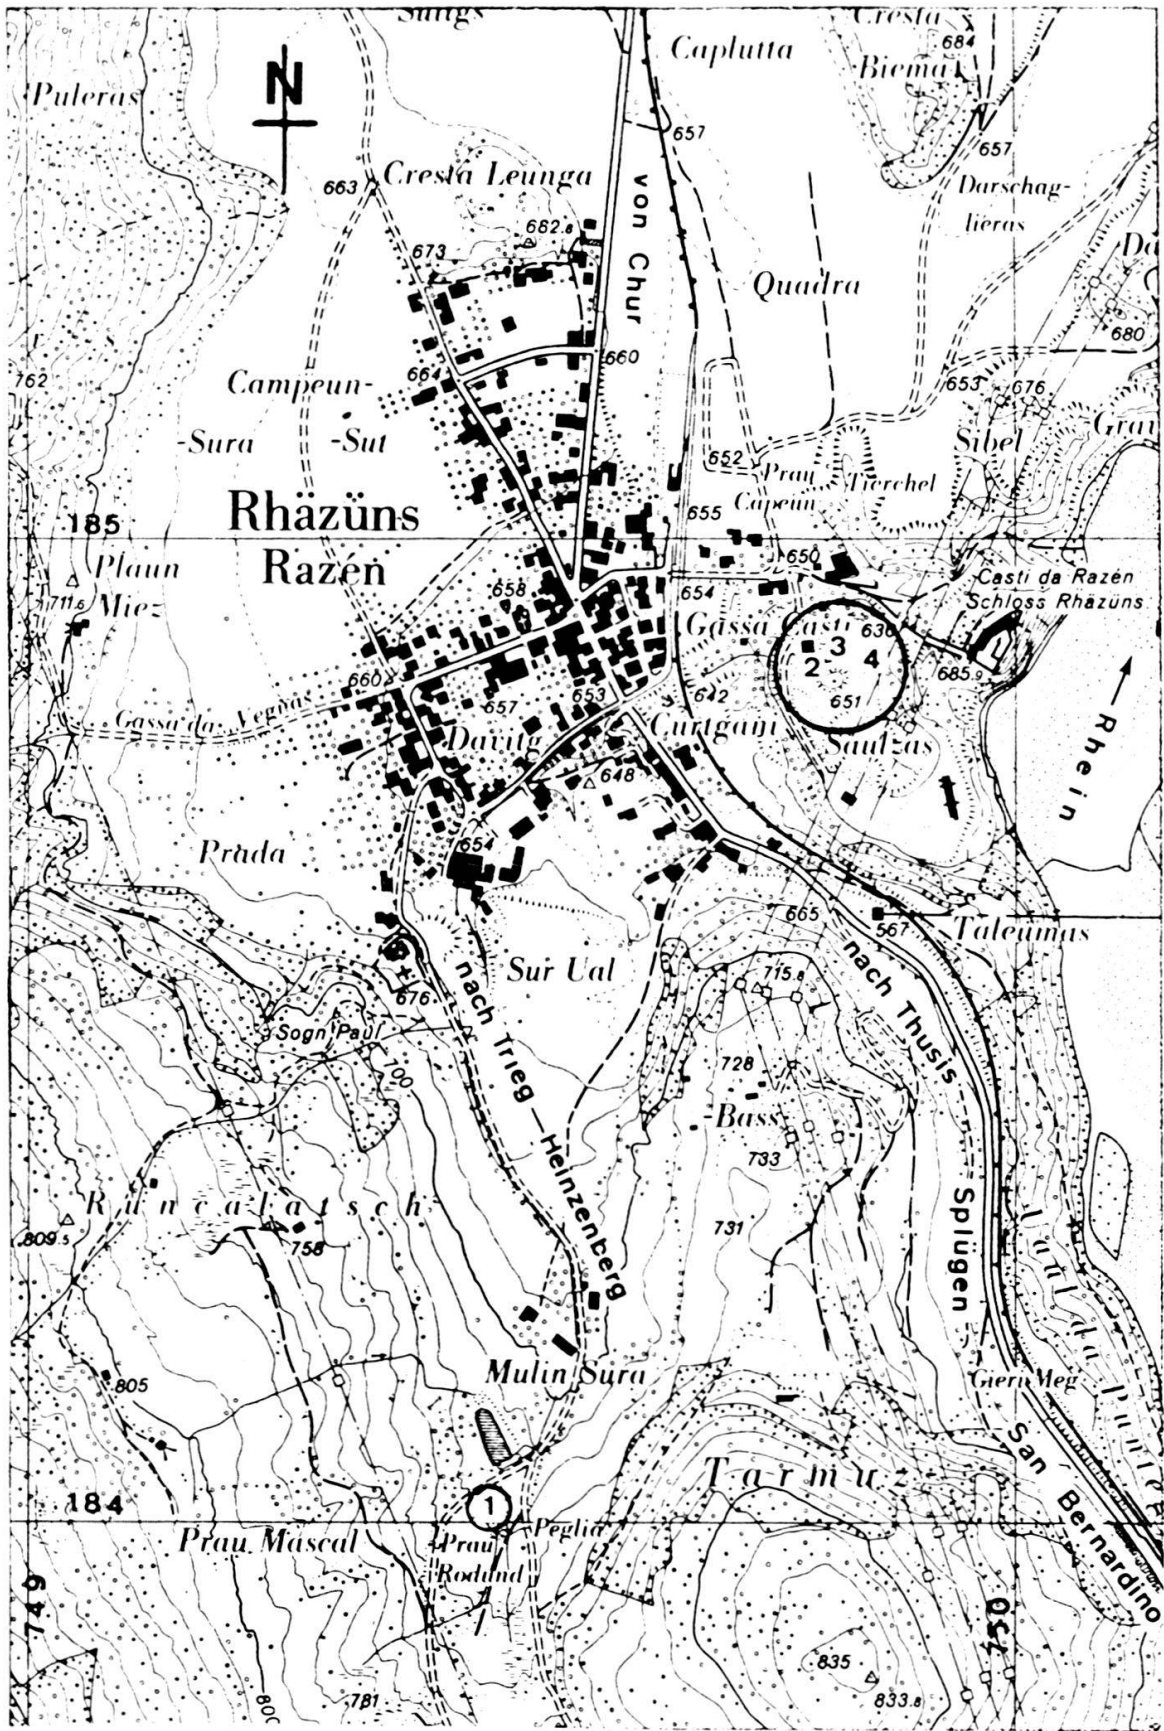 Cresta
684
Caplutta
Biema
Puleras
N
657
657
Cresta Leunga
663
von Chur
Darschag-
lieras
682.8
673
Quadra
680
660
762
664
Campeun-
653
676
-Sura
-Sut
Sibel
652
Prau
Capeun
Tierchel
Rhäzüns
Razén
655
185
650
Plaun
Miez
711.6
658
654
Casti da Razén
Schloss Rhäzüns
Gassa Casti
636
3
2
4
660
653
685.9
657
642
651
Gassa da Vegnas
Davitg
Curtgani
Saulzas
648
Rhein
Prada
654
665
567
Taleumas
Sur Ual
715.8
676
Sogn Paul
700
nach Trieg – Heinzenberg
nach Thusis
728
-Bass
733
Runcalatsch
731
809.5
758
Splügen
Mulin Sura
805
Gieri Meg
San Bernardino
Tarmuz
184
1
Prau Mascal
Prau
Rodund
Peglia
749
750
835
833.8
781
800